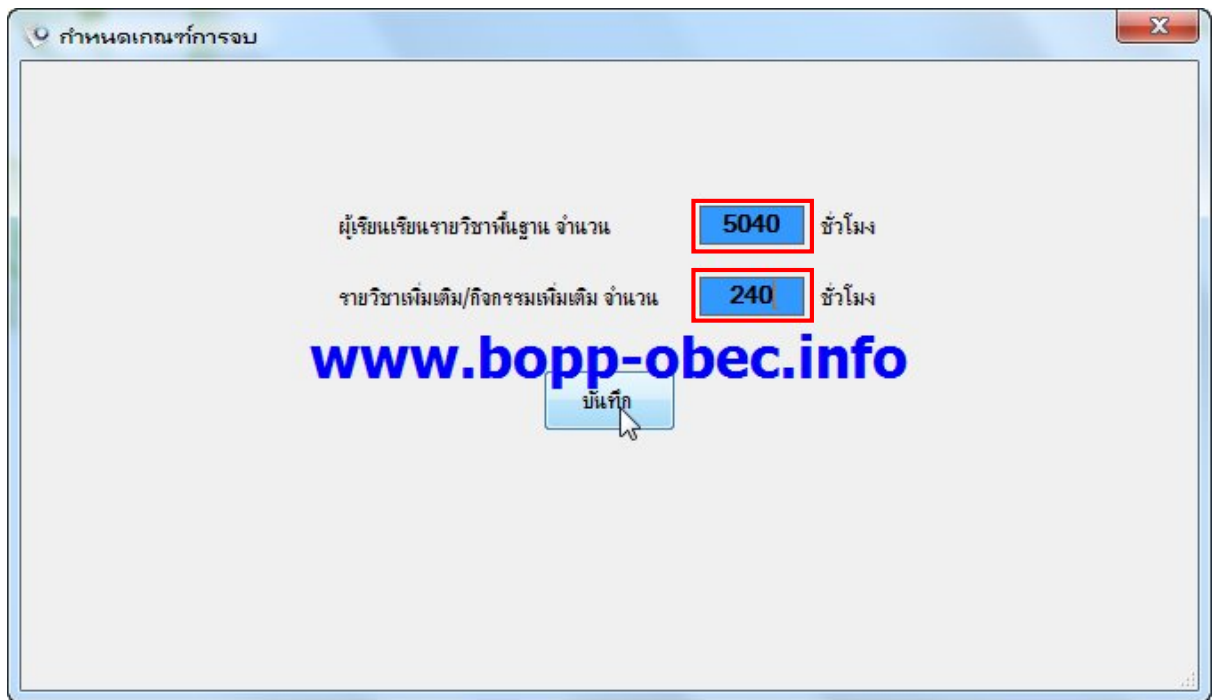 กำหนดเกณฑ์การจบ
ผู้เรียนเรียนรายวิชาพื้นฐาน จำนวน 5040 ชั่วโมง
รายวิชาเพิ่มเติม/กิจกรรมเพิ่มเติม จำนวน 240 ชั่วโมง
www.bopp-obec.info
บันทึก